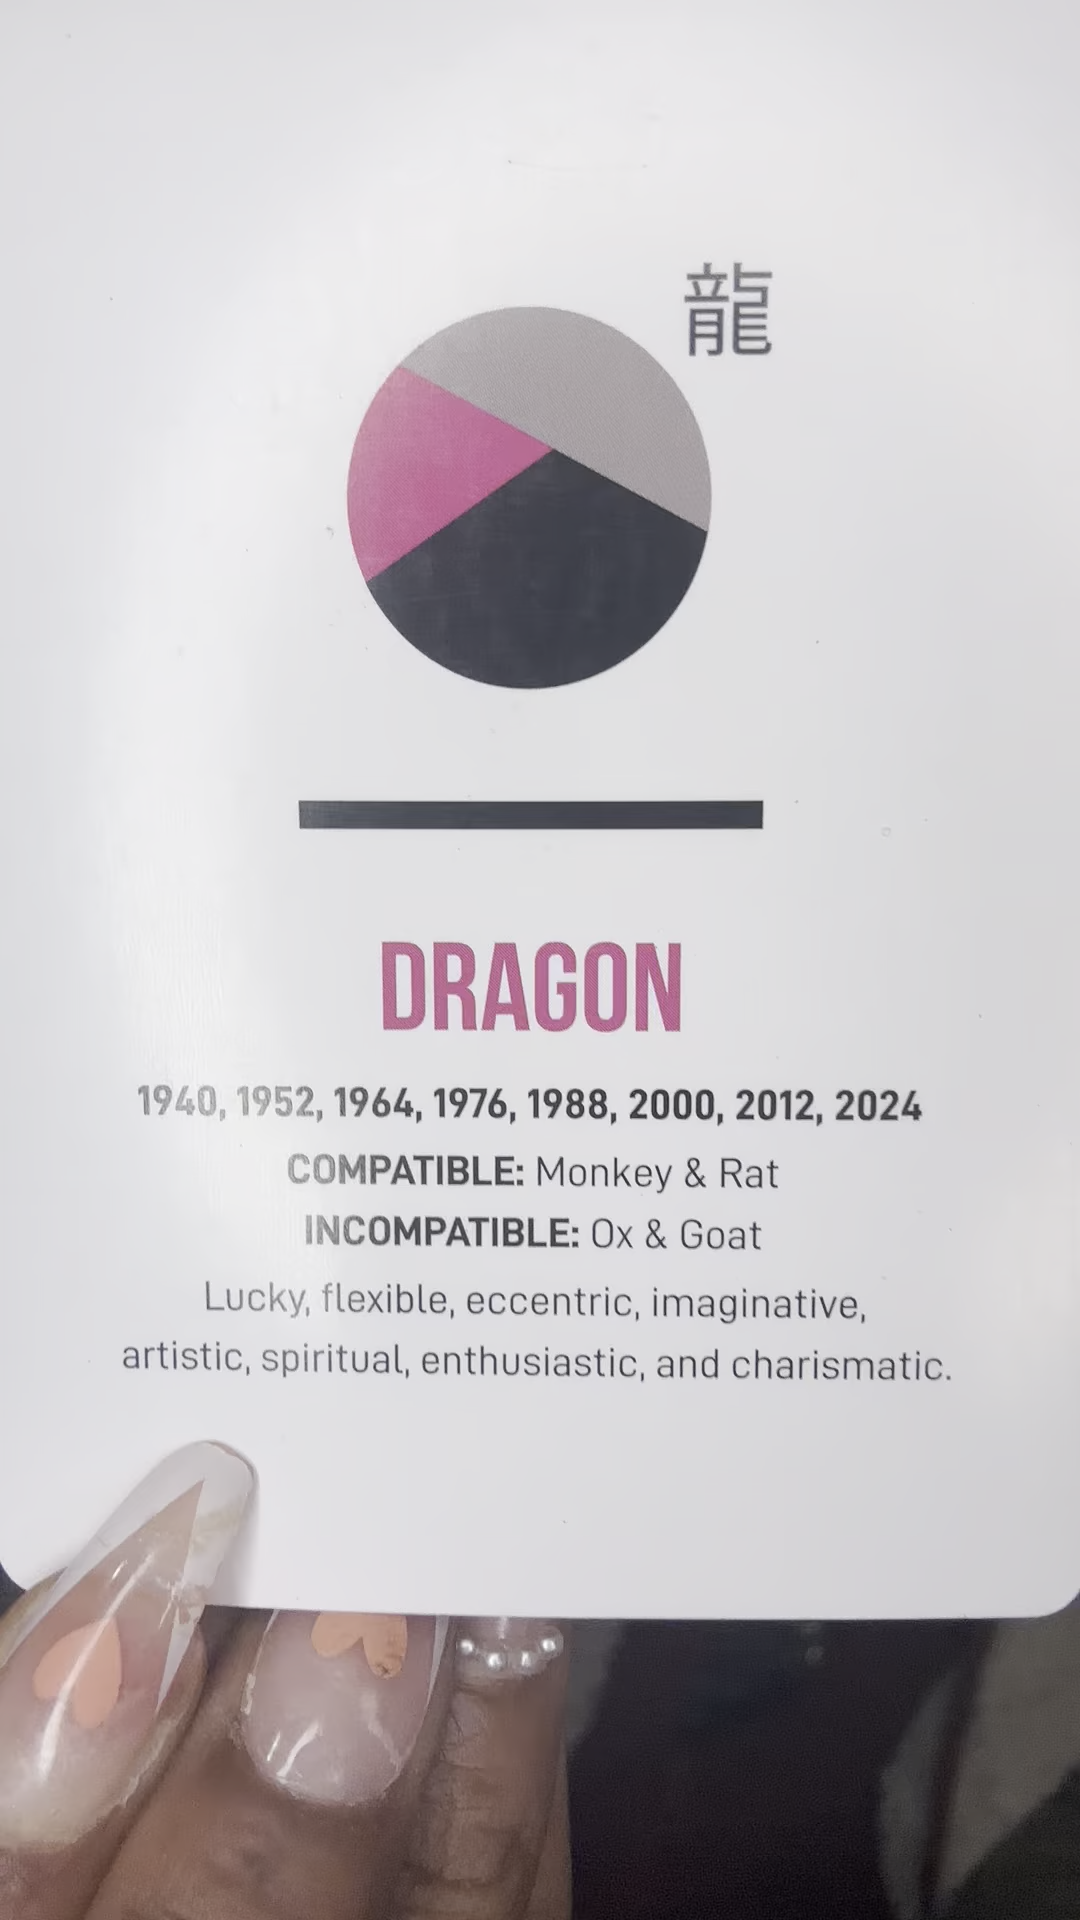 龍
DRAGON
1940, 1952, 1964, 1976, 1988, 2000, 2012, 2024
COMPATIBLE: Monkey & Rat
INCOMPATIBLE: Ox & Goat
Lucky, flexible, eccentric, imaginative,
artistic, spiritual, enthusiastic, and charismatic.